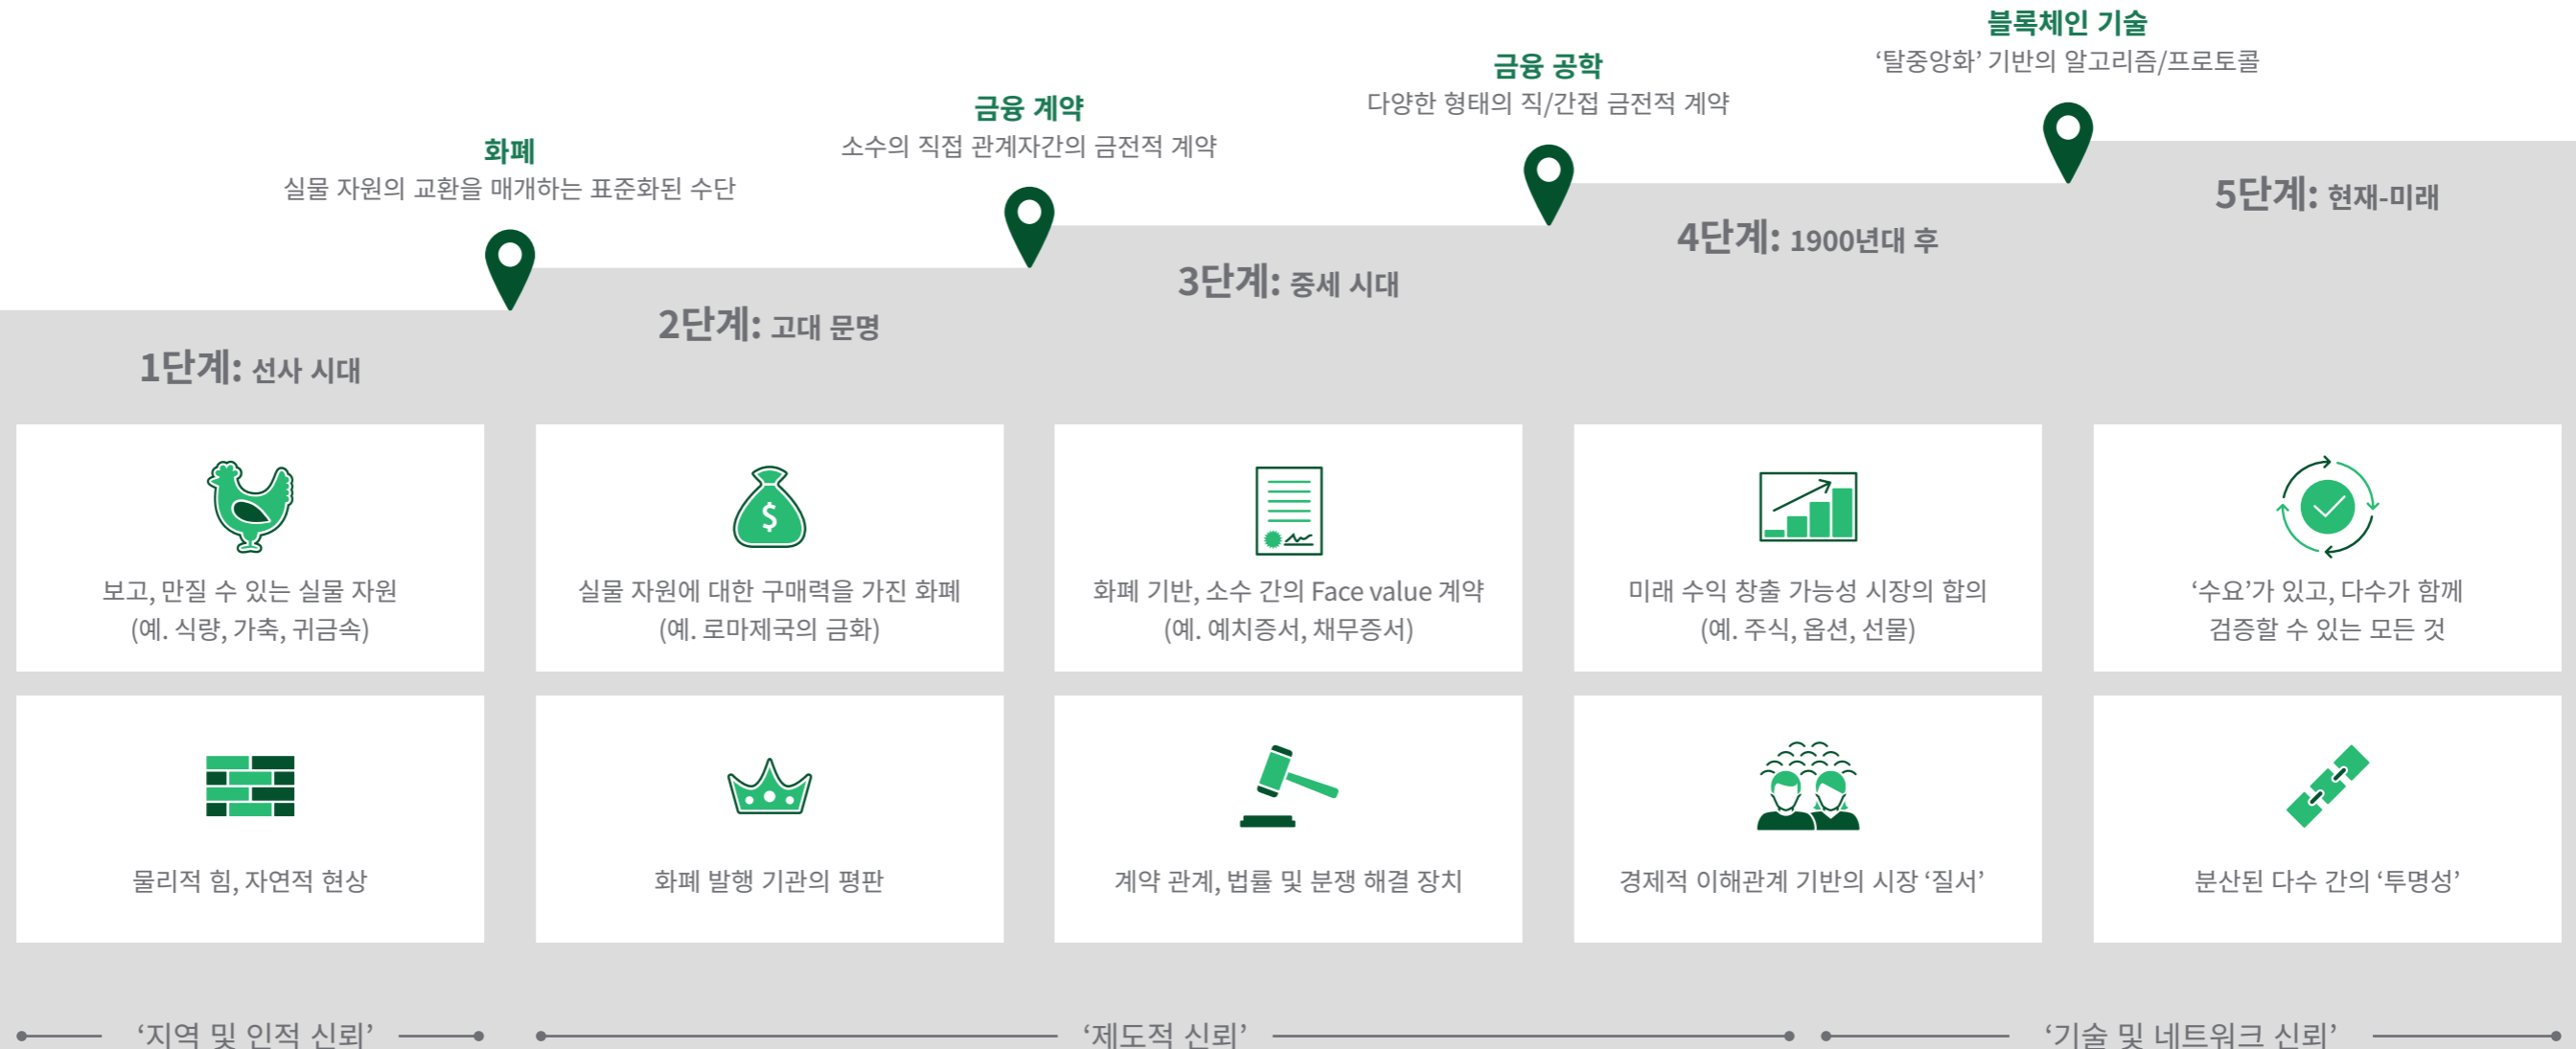 블록체인 기술
‘탈중앙화’ 기반의 알고리즘/프로토콜
금융 공학
다양한 형태의 직/간접 금전적 계약
금융 계약
소수의 직접 관계자간의 금전적 계약
화폐
실물 자원의 교환을 매개하는 표준화된 수단
1단계: 선사 시대
2단계: 고대 문명
3단계: 중세 시대
4단계: 1900년대 후
5단계: 현재-미래
보고, 만질 수 있는 실물 자원
(예. 식량, 가축, 귀금속)
실물 자원에 대한 구매력을 가진 화폐
(예. 로마제국의 금화)
화폐 기반, 소수 간의 Face value 계약
(예. 예치증서, 채무증서)
미래 수익 창출 가능성 시장의 합의
(예. 주식, 옵션, 선물)
‘수요’가 있고, 다수가 함께
검증할 수 있는 모든 것
$
물리적 힘, 자연적 현상
화폐 발행 기관의 평판
계약 관계, 법률 및 분쟁 해결 장치
경제적 이해관계 기반의 시장 ‘질서’
분산된 다수 간의 ‘투명성’
‘지역 및 인적 신뢰’
‘제도적 신뢰’
‘기술 및 네트워크 신뢰’